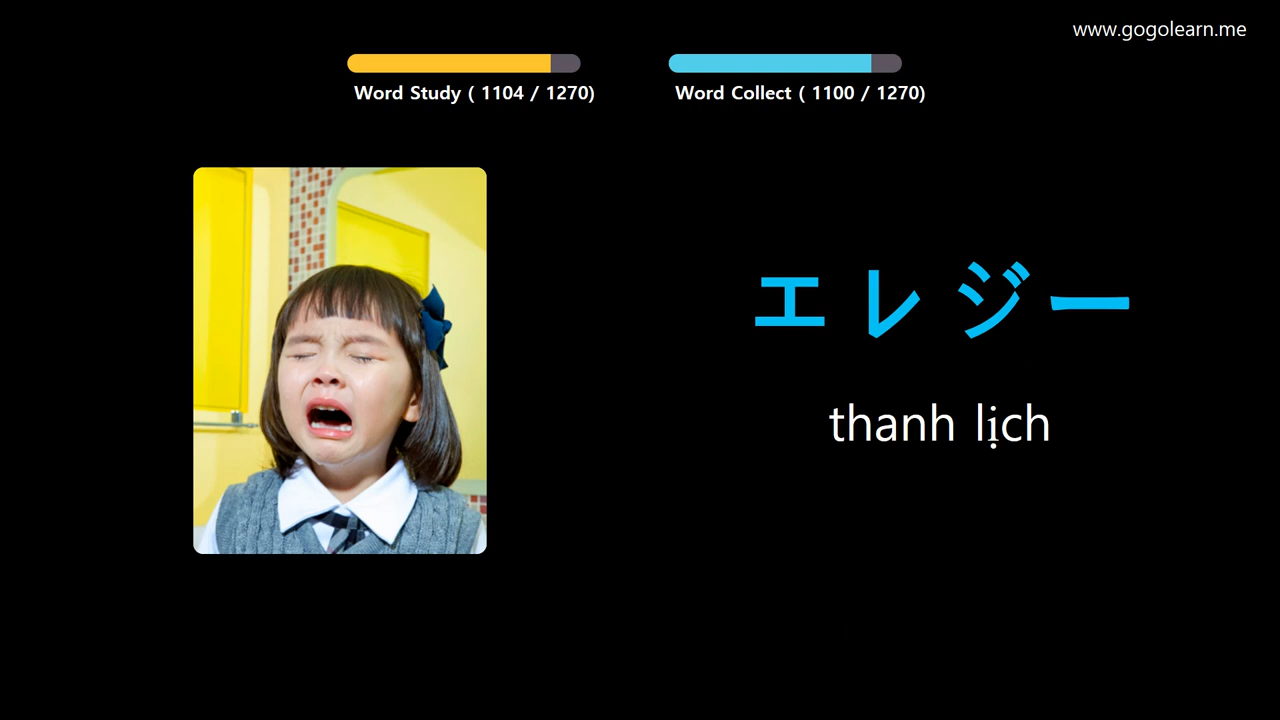 www.gogolearn.me
Word Study ( 1104 / 1270)
Word Collect ( 1100 / 1270)
エレジー
thanh lịch